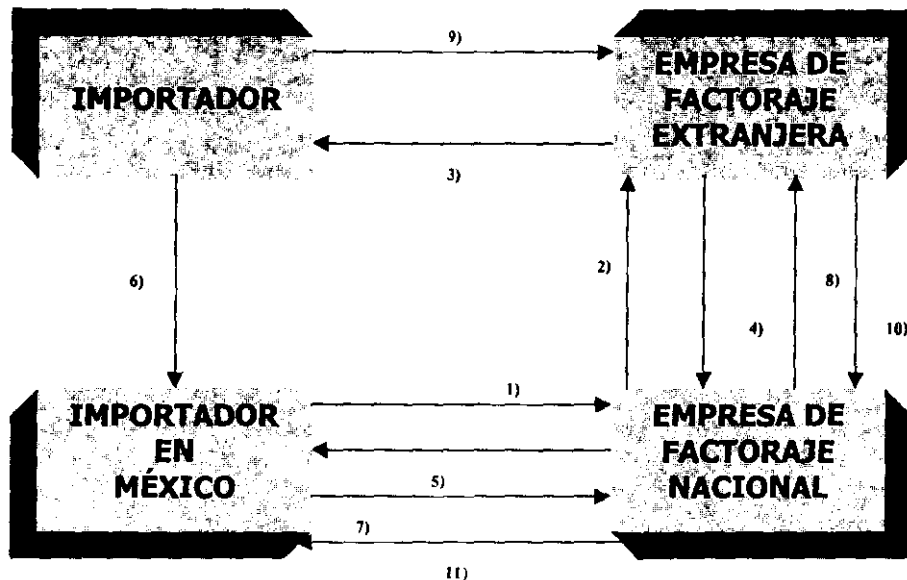 9)
IMPORTADOR
EMPRESA DE
FACTORAJE
EXTRANJERA
3)
6)
2)
4)
8)
10)
1)
IMPORTADOR
EN
MÉXICO
EMPRESA DE
FACTORAJE
NACIONAL
5)
7)
11)